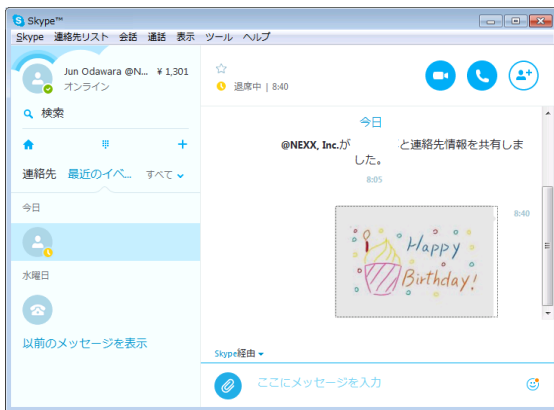 Skype™
Skype 連絡先リスト 会話 通話 表示 ツール ヘルプ
Jun Odawara @N... ¥ 1,301
オンライン
検索
連絡先 最近のイベ... すべて
今日
水曜日
以前のメッセージを表示
退席中 | 8:40
今日
@NEXX, Inc.が と連絡先情報を共有しま
した。
8:05
8:40
Happy
Birthday!
Skype経由
ここにメッセージを入力